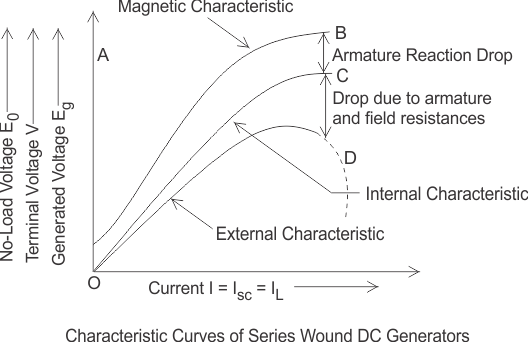 Magnetic Characteristic
A
B
Armature Reaction Drop
C
Drop due to armature
and field resistances
D
Internal Characteristic
External Characteristic
No-Load Voltage E0
Terminal Voltage V
Generated Voltage Eg
O
Current I = Isc = IL
Characteristic Curves of Series Wound DC Generators